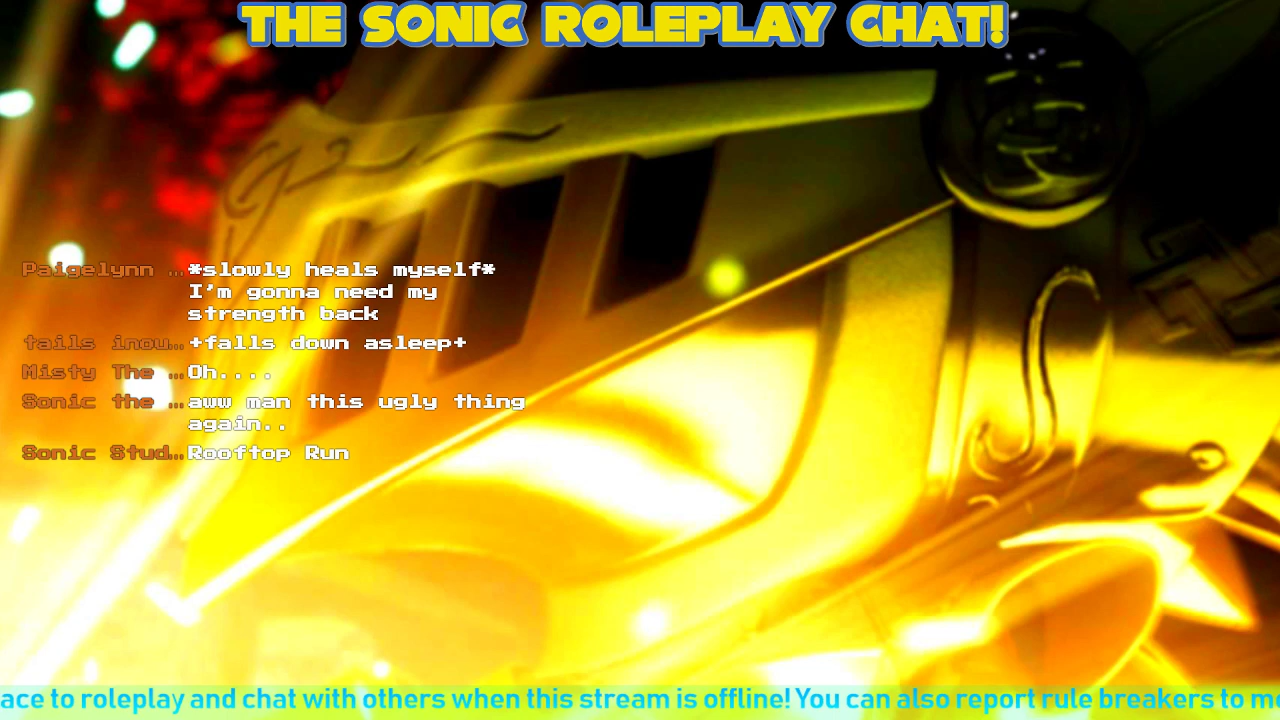 THE SONIC ROLEPLAY CHAT!
Paigelynn ... *slowly heals myself*
I'm gonna need my
strength back
tails inou... +falls down asleep+
Misty The ... Oh....
Sonic the ... aww man this ugly thing
again..
Sonic Stud... Rooftop Run
ace to roleplay and chat with others when this stream is offline! You can also report rule breakers to